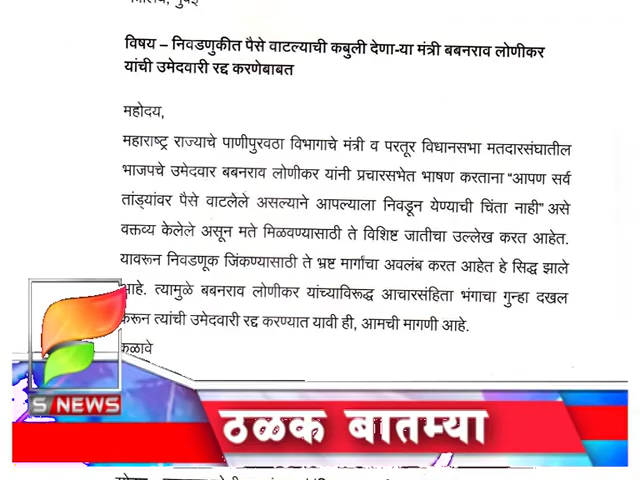 विषय – निवडणुकीत पैसे वाटल्याची कबुली देणा-या मंत्री बबनराव लोणीकर
यांची उमेदवारी रद्द करणेबाबत
महोदय,
महाराष्ट्र राज्याचे पाणीपुरवठा विभागाचे मंत्री व परतूर विधानसभा मतदारसंघातील
भाजपचे उमेदवार बबनराव लोणीकर यांनी प्रचारसभेत भाषण करताना "आपण सर्व
तांड्यांवर पैसे वाटलेले असल्याने आपल्याला निवडून येण्याची चिंता नाही" असे
वक्तव्य केलेले असून मते मिळवण्यासाठी ते विशिष्ट जातीचा उल्लेख करत आहेत.
यावरून निवडणूक जिंकण्यासाठी ते भ्रष्ट मार्गाचा अवलंब करत आहेत हे सिद्ध झाले
आहे. त्यामुळे बबनराव लोणीकर यांच्याविरूद्ध आचारसंहिता भंगाचा गुन्हा दखल
करून त्यांची उमेदवारी रद्द करण्यात यावी ही, आमची मागणी आहे.
कळावे
S NEWS
ठळक बातम्या